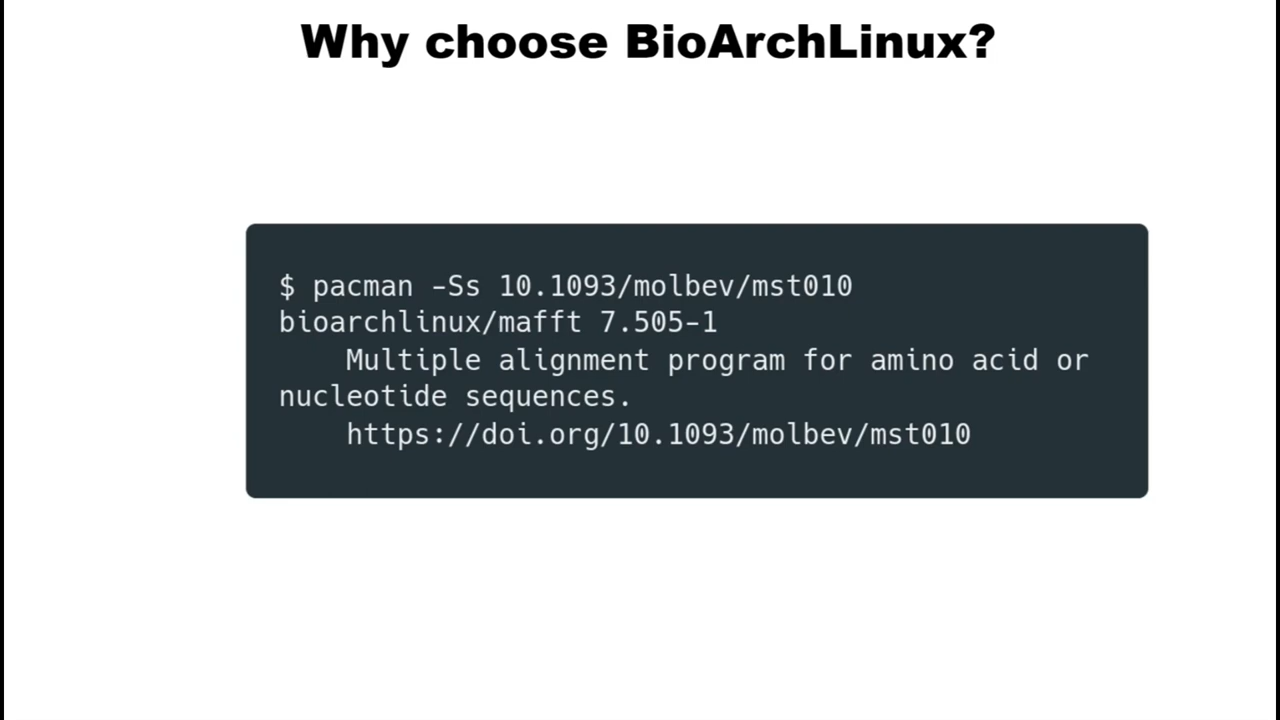 Why choose BioArchLinux?
$ pacman -Ss 10.1093/molbev/mst010
bioarchlinux/mafft 7.505-1
Multiple alignment program for amino acid or
nucleotide sequences.
https://doi.org/10.1093/molbev/mst010